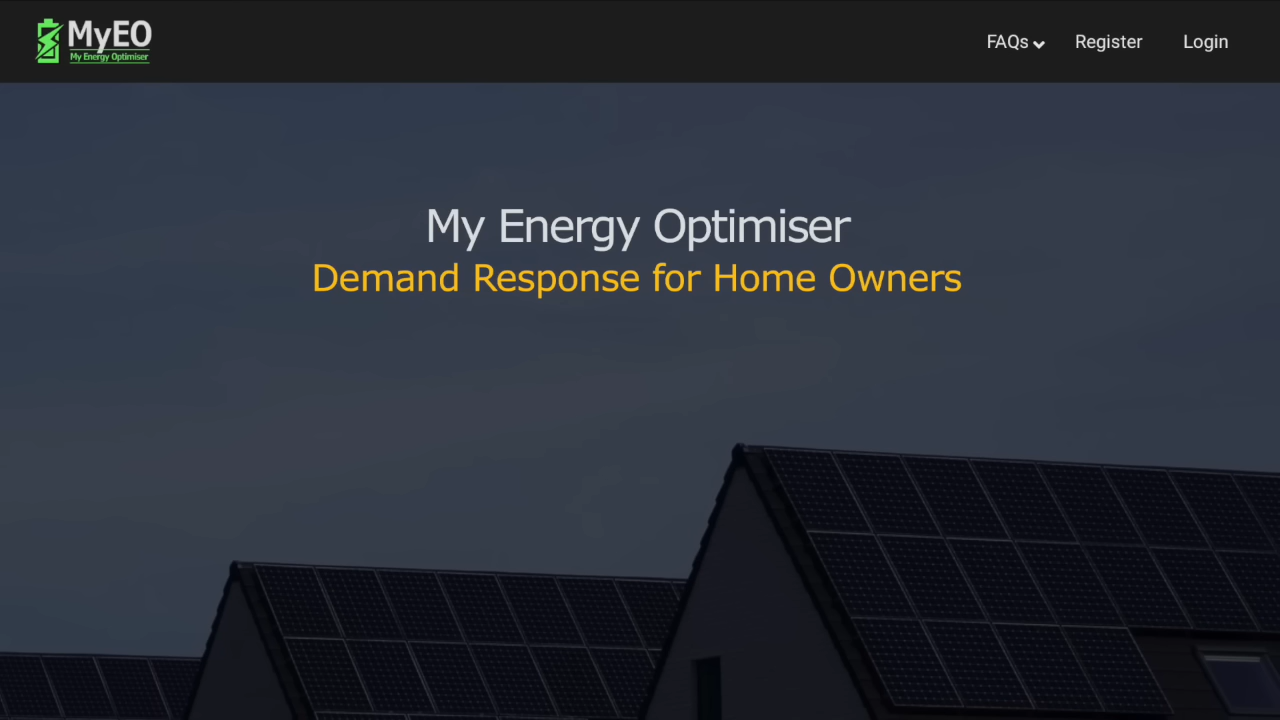 MyEO
My Energy Optimiser
FAQs
Register
Login
My Energy Optimiser
Demand Response for Home Owners